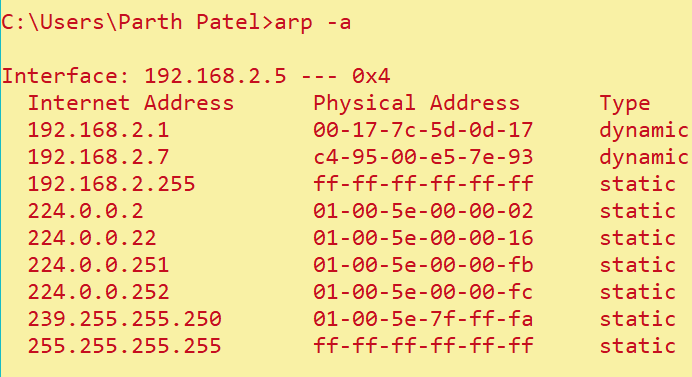 C:\Users\Parth Patel>arp -a
Interface: 192.168.2.5 --- 0x4
Internet Address Physical Address Type
192.168.2.1 00-17-7c-5d-0d-17 dynamic
192.168.2.7 c4-95-00-e5-7e-93 dynamic
192.168.2.255 ff-ff-ff-ff-ff-ff static
224.0.0.2 01-00-5e-00-00-02 static
224.0.0.22 01-00-5e-00-00-16 static
224.0.0.251 01-00-5e-00-00-fb static
224.0.0.252 01-00-5e-00-00-fc static
239.255.255.250 01-00-5e-7f-ff-fa static
255.255.255.255 ff-ff-ff-ff-ff-ff static